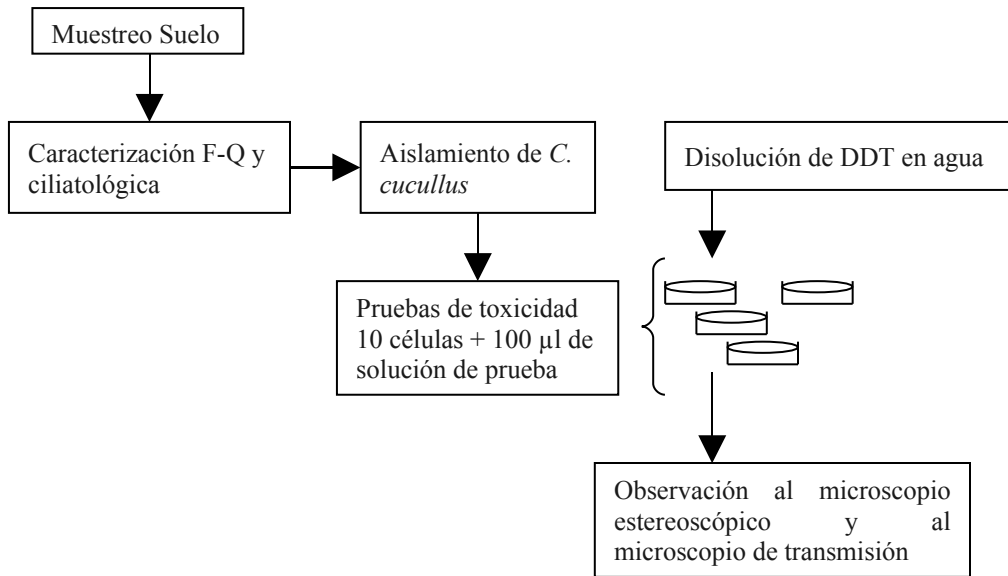 Muestreo Suelo
Caracterización F-Q y
ciliatológica
Aislamiento de C.
cucullus
Disolución de DDT en agua
Pruebas de toxicidad
10 células + 100 µl de
solución de prueba
Observación al microscopio
estereoscópico y al
microscopio de transmisión